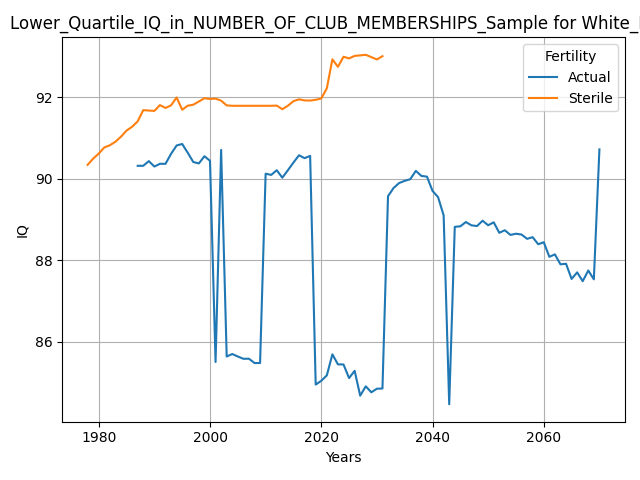 Lower_Quartile_IQ_in_NUMBER_OF_CLUB_MEMBERSHIPS_Sample for White_
Fertility
Actual
Sterile
92
90
88
86
IQ
1980
2000
2020
2040
2060
Years